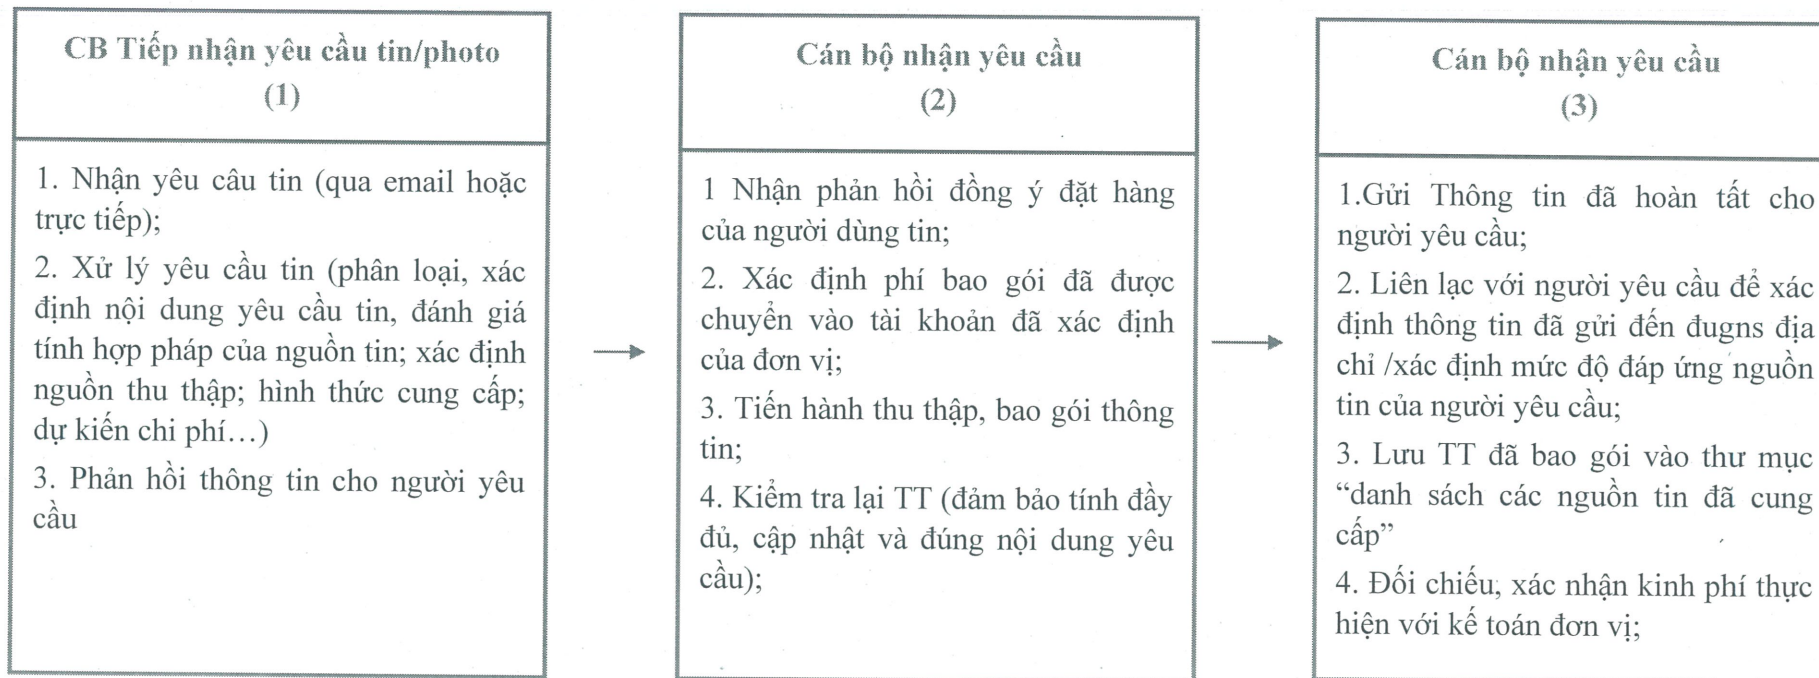 CB Tiếp nhận yêu cầu tin/photo
(1)
1. Nhận yêu câu tin (qua email hoặc
trực tiếp);
2. Xử lý yêu cầu tin (phân loại, xác
định nội dung yêu cầu tin, đánh giá
tính hợp pháp của nguồn tin; xác định
nguồn thu thập; hình thức cung cấp;
dự kiến chi phí…)
3. Phản hồi thông tin cho người yêu
cầu
Cán bộ nhận yêu cầu
(2)
1 Nhận phản hồi đồng ý đặt hàng
của người dùng tin;
2. Xác định phí bao gói đã được
chuyển vào tài khoản đã xác định
của đơn vị;
3. Tiến hành thu thập, bao gói thông
tin;
4. Kiểm tra lại TT (đảm bảo tính đầy
đủ, cập nhật và đúng nội dung yêu
cầu);
Cán bộ nhận yêu cầu
(3)
1.Gửi Thông tin đã hoàn tất cho
người yêu cầu;
2. Liên lạc với người yêu cầu để xác
định thông tin đã gửi đến đugns địa
chỉ /xác định mức độ đáp ứng nguồn
tin của người yêu cầu;
3. Lưu TT đã bao gói vào thư mục
“danh sách các nguồn tin đã cung
cấp”
4. Đối chiếu, xác nhận kinh phí thực
hiện với kế toán đơn vị;